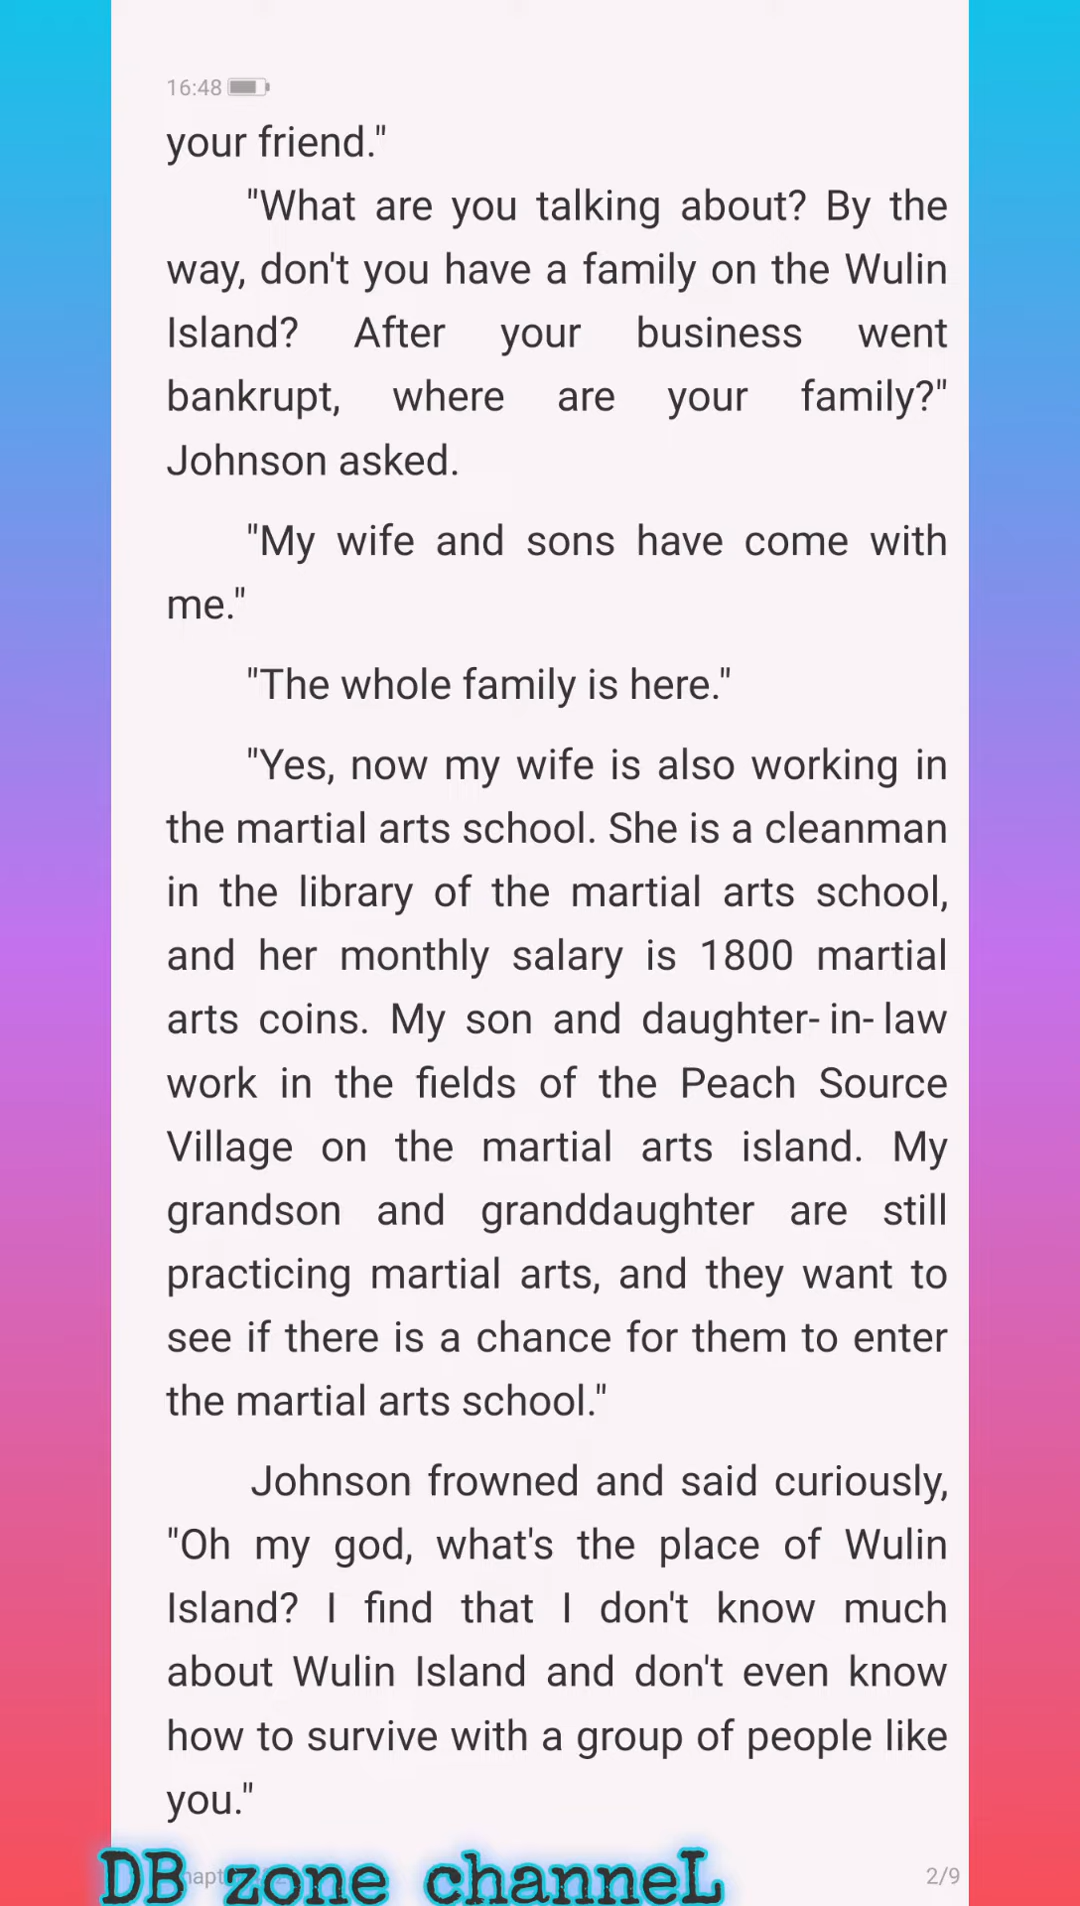 16:48
your friend."
"What are you talking about? By the
way, don't you have a family on the Wulin
Island? After your business went
bankrupt, where are your family?"
Johnson asked.
"My wife and sons have come with
me."
"The whole family is here."
"Yes, now my wife is also working in
the martial arts school. She is a cleanman
in the library of the martial arts school,
and her monthly salary is 1800 martial
arts coins. My son and daughter-in-law
work in the fields of the Peach Source
Village on the martial arts island. My
grandson and granddaughter are still
practicing martial arts, and they want to
see if there is a chance for them to enter
the martial arts school."
Johnson frowned and said curiously,
"Oh my god, what's the place of Wulin
Island? I find that I don't know much
about Wulin Island and don't even know
how to survive with a group of people like
you."
DB zone channeL
2/9